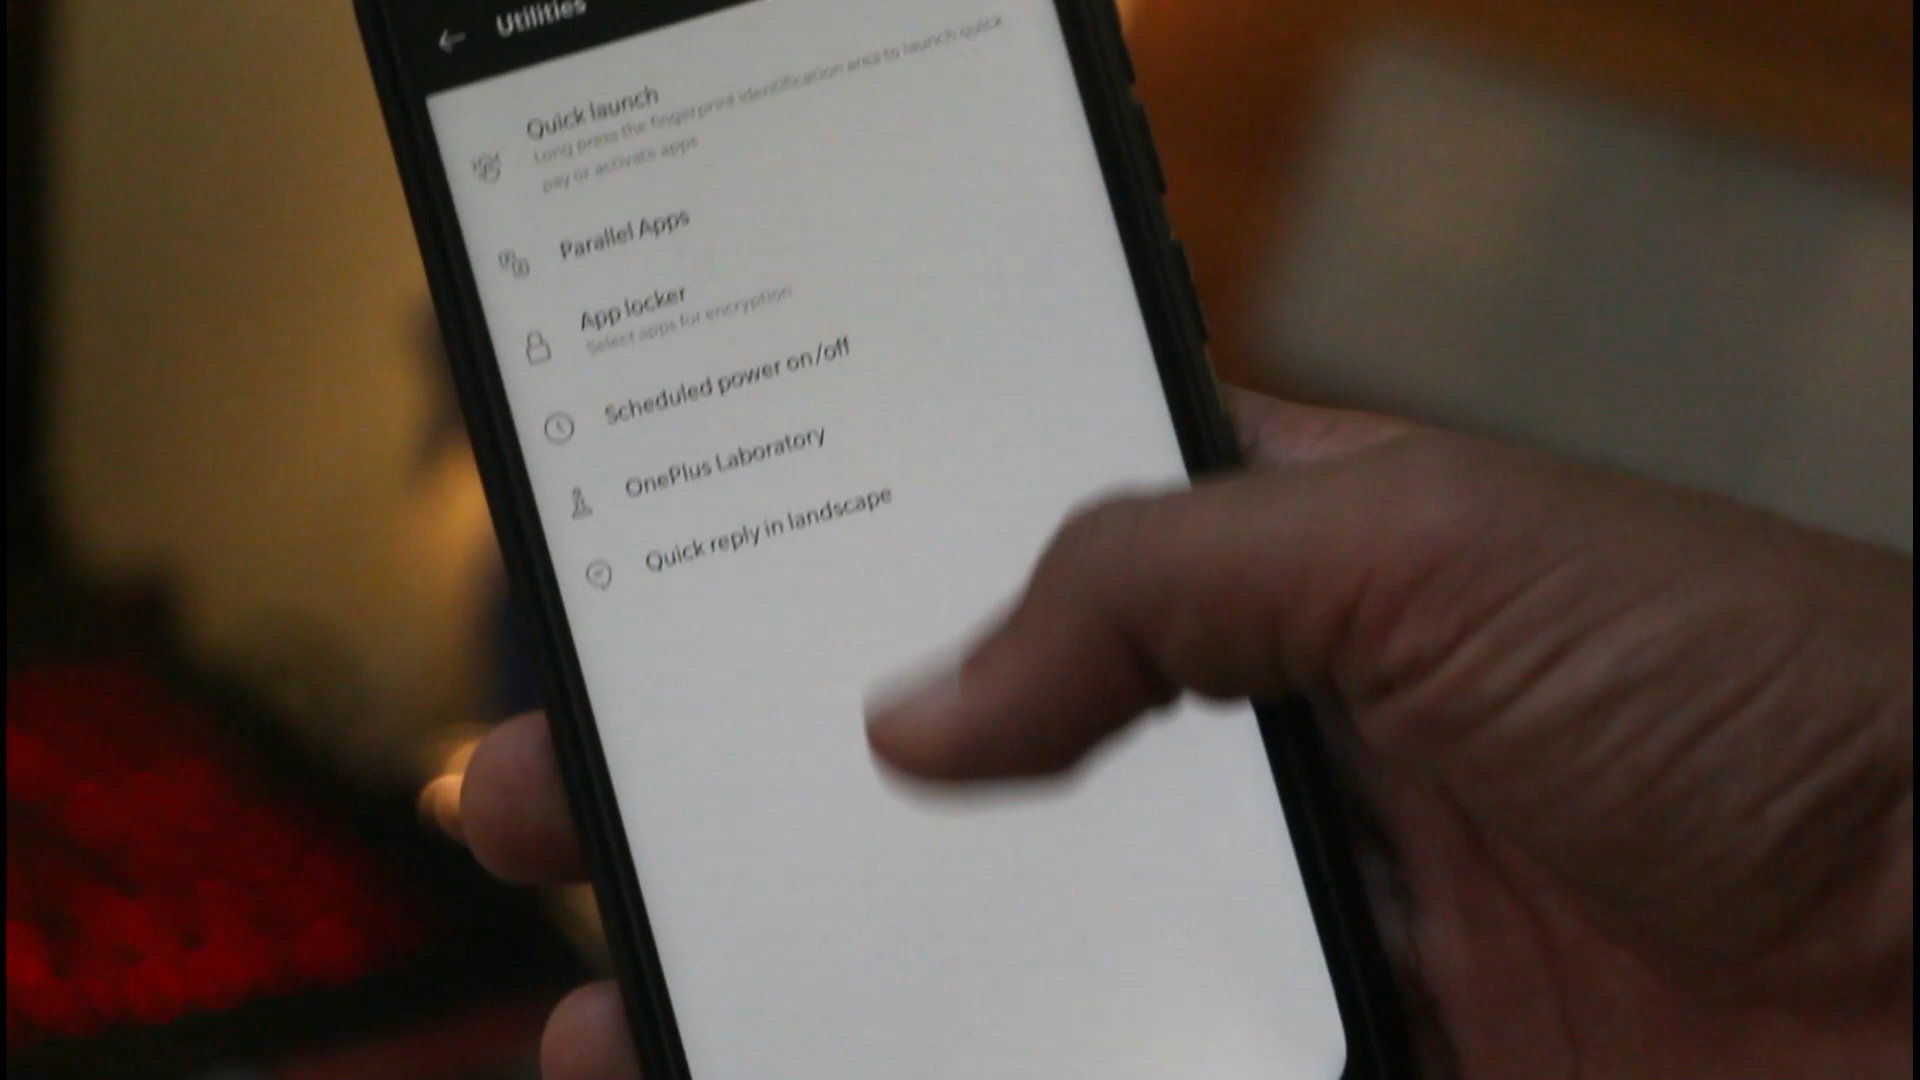 Utilities
Quick launch
Long press the fingerprint identification area to launch quick
pay or activate apps
Parallel Apps
App locker
Select apps for encryption
Scheduled power on/off
OnePlus Laboratory
Quick reply in landscape